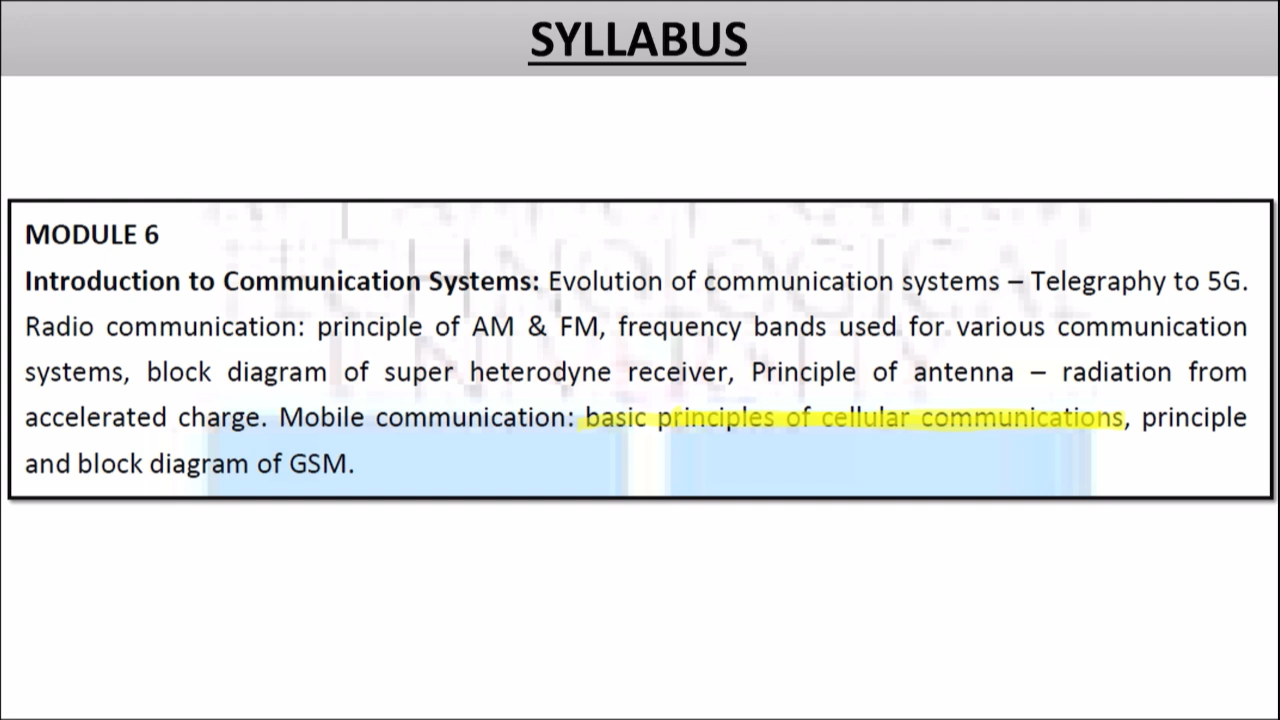 SYLLABUS
TECHNOLOGICAL
MODULE 6
Introduction to Communication Systems: Evolution of communication systems – Telegraphy to 5G.
Radio communication: principle of AM & FM, frequency bands used for various communication
systems, block diagram of super heterodyne receiver, Principle of antenna – radiation from
accelerated charge. Mobile communication: basic principles of cellular communications, principle
and block diagram of GSM.